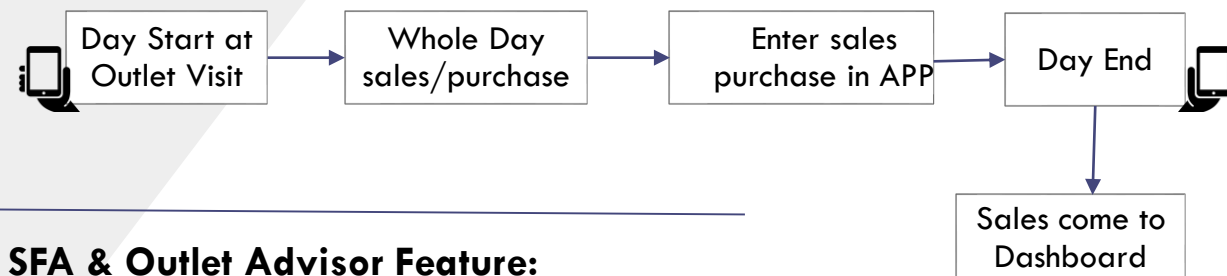 Day Start at
Outlet Visit
Whole Day
sales/purchase
Enter sales
purchase in APP
Day End
Sales come to
Dashboard
SFA & Outlet Advisor Feature: